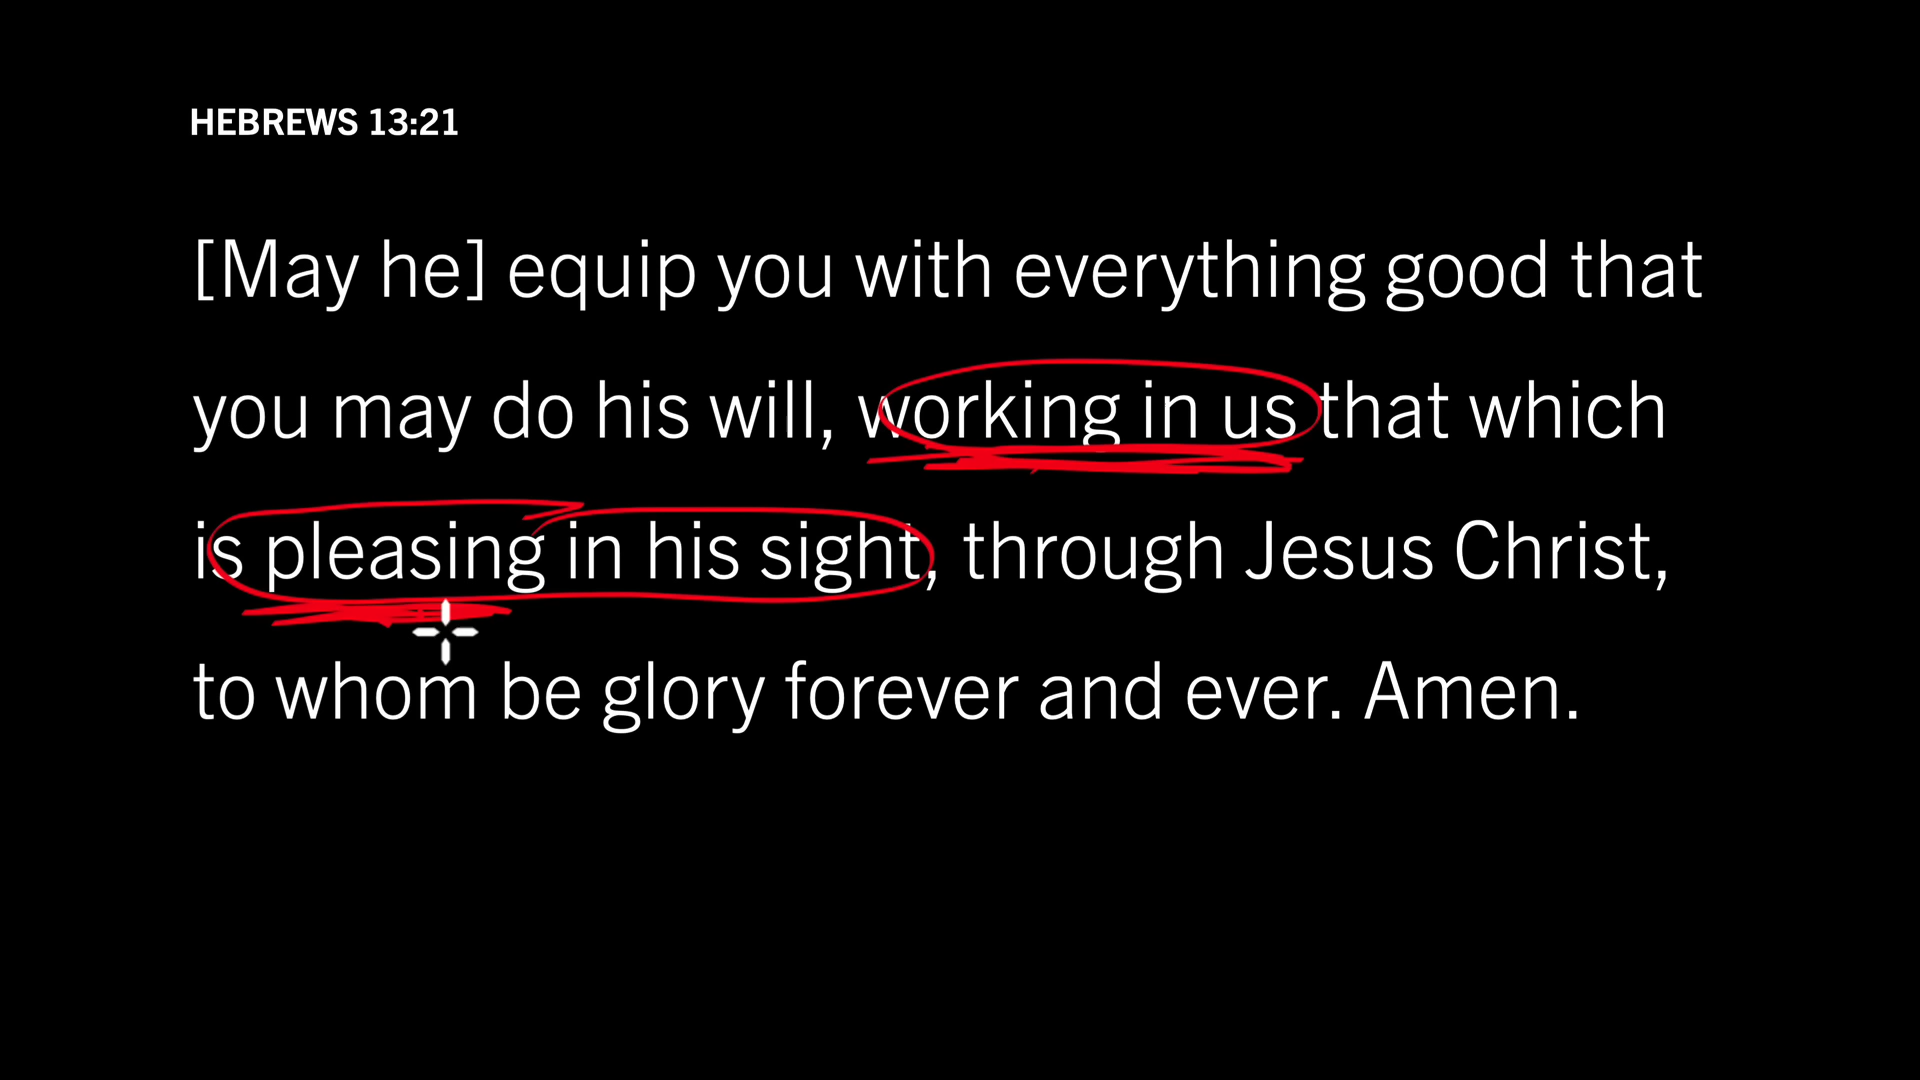 HEBREWS 13:21
[May he] equip you with everything good that
you may do his will, working in us that which
is pleasing in his sight, through Jesus Christ,
to whom be glory forever and ever. Amen.